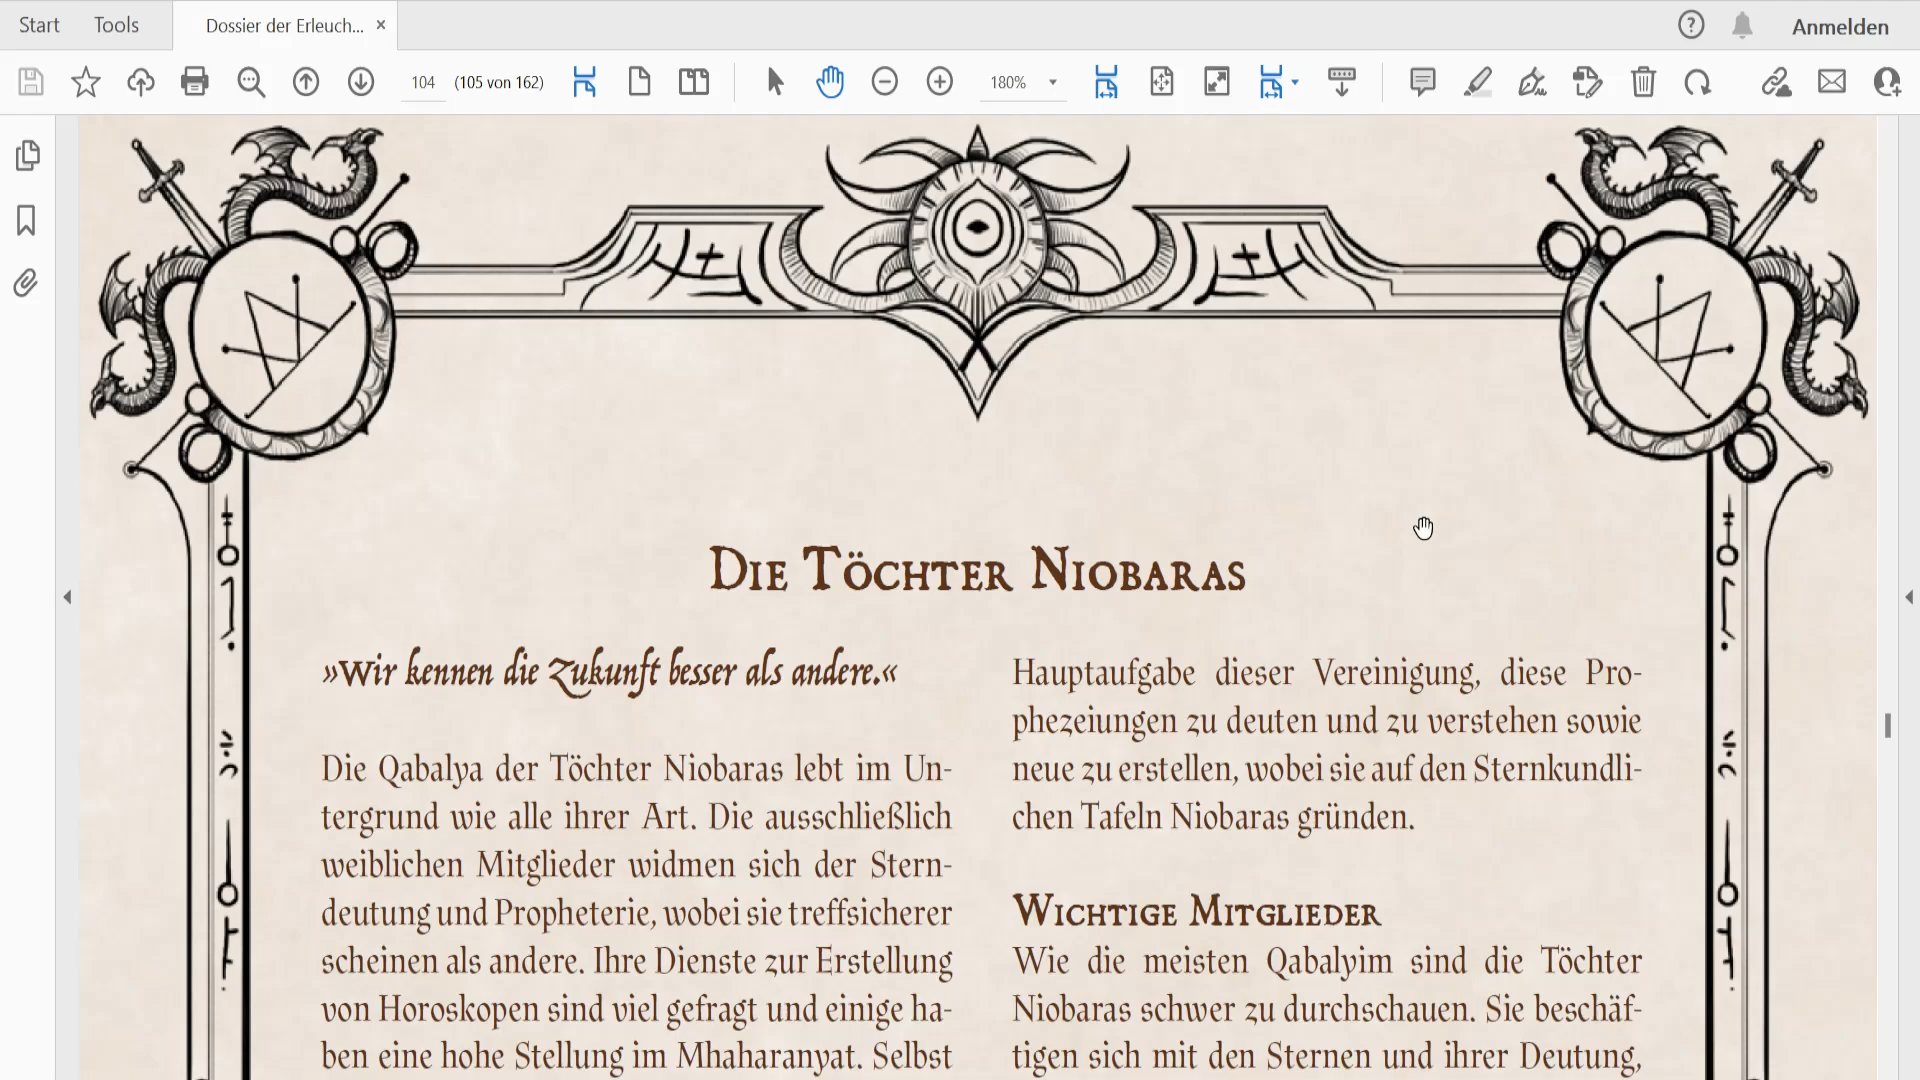 Start Tools Dossier der Erleuch... × Anmelden
104 (105 von 162) 180%
Die Töchter Niobaras
»Wir kennen die Zukunft besser als andere.«
Die Qabalya der Töchter Niobaras lebt im Un-
tergrund wie alle ihrer Art. Die ausschließlich
weiblichen Mitglieder widmen sich der Stern-
deutung und Propheterie, wobei sie treffsicherer
scheinen als andere. Ihre Dienste zur Erstellung
von Horoskopen sind viel gefragt und einige ha-
ben eine hohe Stellung im Mhaharanyat. Selbst
Hauptaufgabe dieser Vereinigung, diese Pro-
phezeiungen zu deuten und zu verstehen sowie
neue zu erstellen, wobei sie auf den Sternkundli-
chen Tafeln Niobaras gründen.
Wichtige Mitglieder
Wie die meisten Qabalyim sind die Töchter
Niobaras schwer zu durchschauen. Sie beschäf-
tigen sich mit den Sternen und ihrer Deutung,